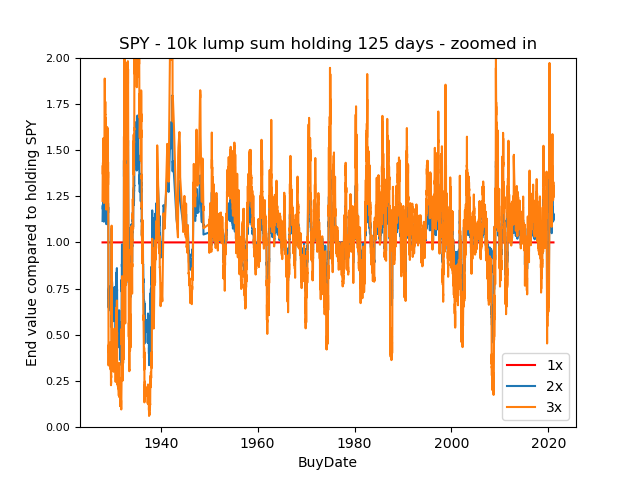 SPY - 10k lump sum holding 125 days - zoomed in
End value compared to holding SPY
2.00
1.75
1.50
1.25
1.00
0.75
0.50
0.25
0.00
1x
2x
3x
1940
1960
1980
2000
2020
BuyDate